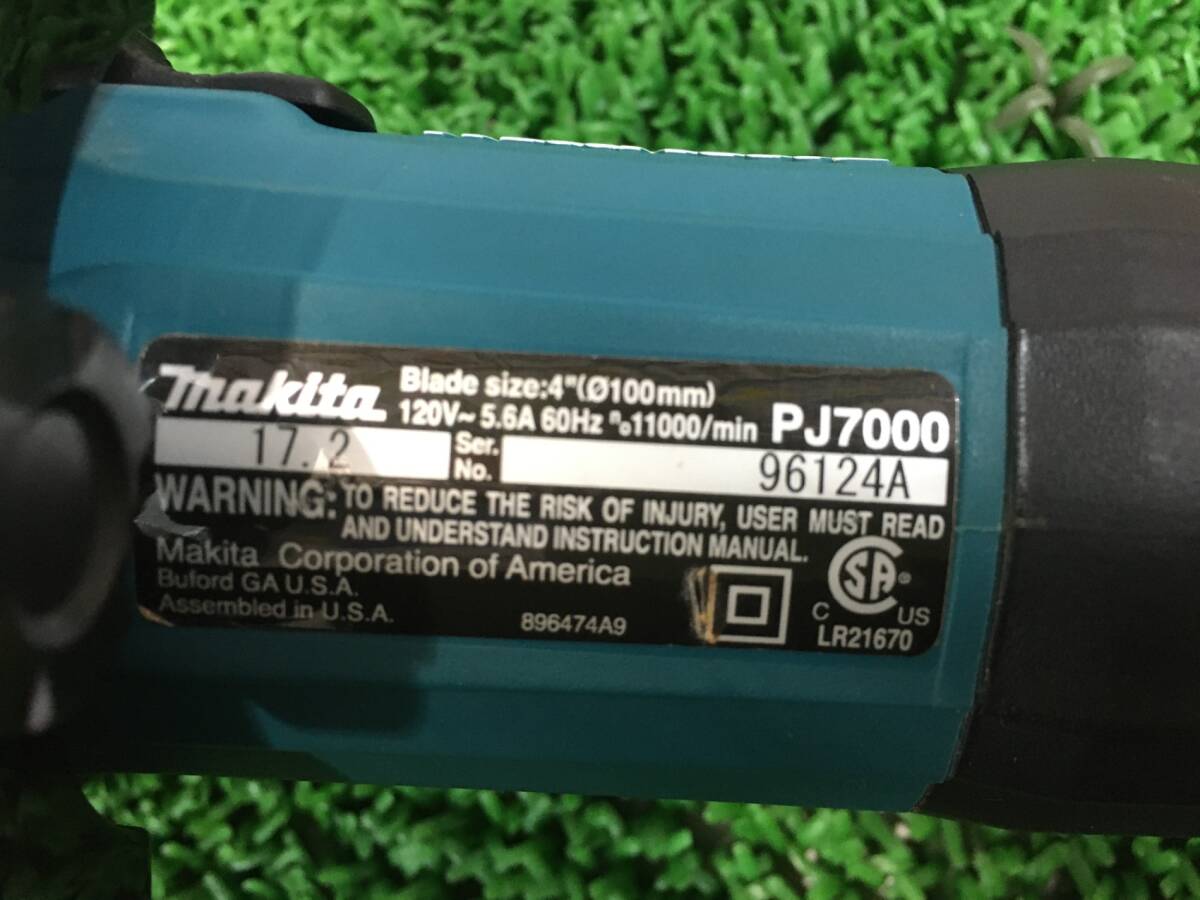 makita Blade size:4"(Ø100mm)
120V~ 5.6A 60Hz n₀11000/min PJ7000
17.2 Ser. No. 96124A
WARNING: TO REDUCE THE RISK OF INJURY, USER MUST READ
AND UNDERSTAND INSTRUCTION MANUAL.
Makita Corporation of America
Buford GA U.S.A.
Assembled in U.S.A.
896474A9
CSA ®
C US
LR21670